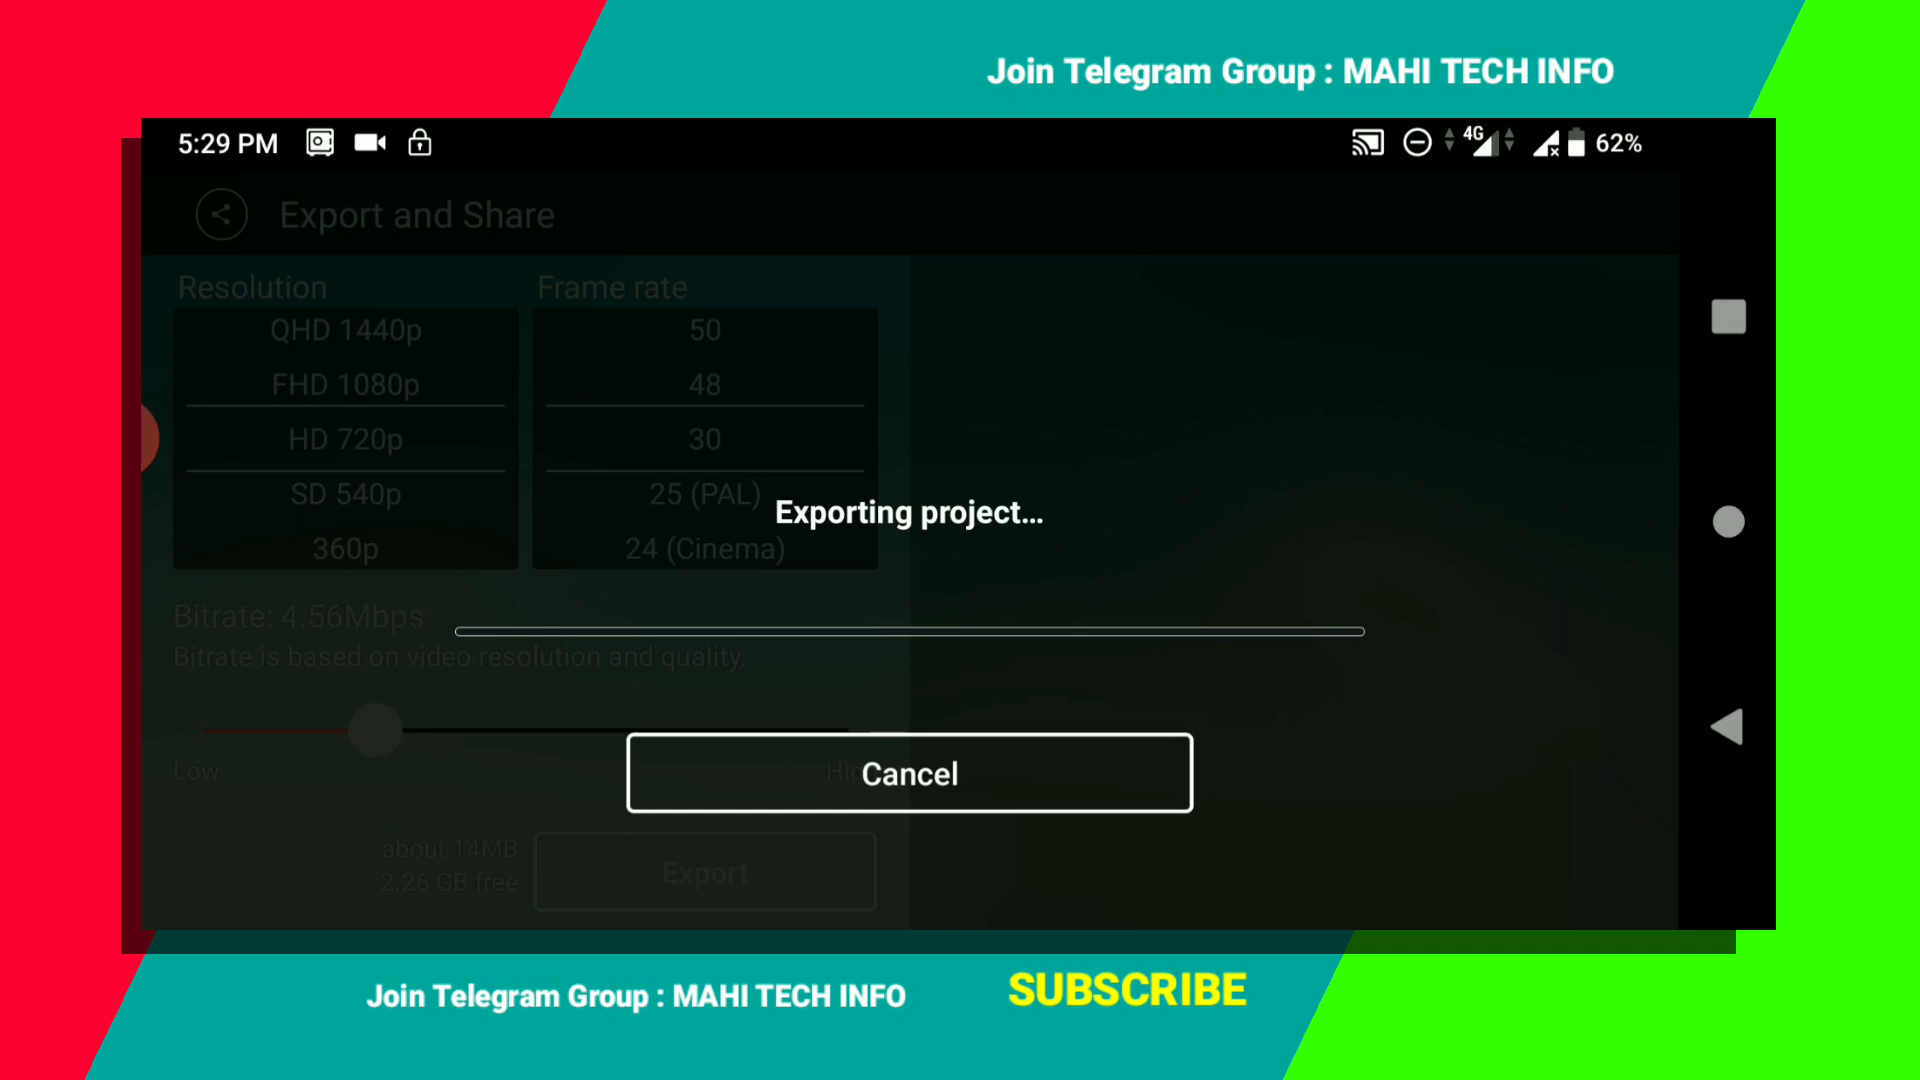 Join Telegram Group : MAHI TECH INFO
5:29 PM
4G
62%
Export and Share
Resolution
Frame rate
QHD 1440p
50
FHD 1080p
48
HD 720p
30
SD 540p
25 (PAL)
Exporting project...
360p
24 (Cinema)
Bitrate: 4.56Mbps
Bitrate is based on video resolution and quality.
Low
Cancel
about 14MB
2.26 GB free
Export
Join Telegram Group : MAHI TECH INFO
SUBSCRIBE